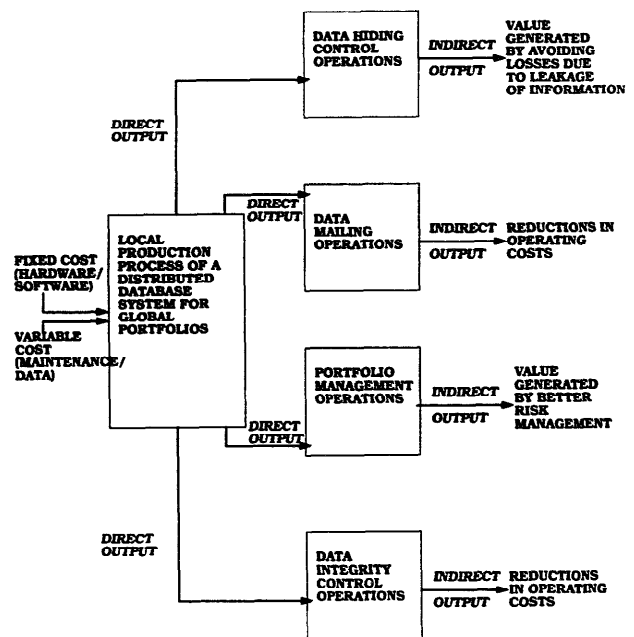 DATA HIDING
CONTROL
OPERATIONS
INDIRECT
OUTPUT
VALUE
GENERATED
BY AVOIDING
LOSSES DUE
TO LEAKAGE
OF INFORMATION
DIRECT
OUTPUT
DIRECT
OUTPUT
DATA
MAILING
OPERATIONS
INDIRECT
OUTPUT
REDUCTIONS IN
OPERATING
COSTS
FIXED COST
(HARDWARE/
SOFTWARE)
VARIABLE
COST
(MAINTENANCE/
DATA)
LOCAL
PRODUCTION
PROCESS OF A
DISTRIBUTED
DATABASE
SYSTEM FOR
GLOBAL
PORTFOLIOS
DIRECT
OUTPUT
PORTFOLIO
MANAGEMENT
OPERATIONS
INDIRECT
OUTPUT
VALUE
GENERATED
BY BETTER
RISK
MANAGEMENT
DIRECT
OUTPUT
DATA
INTEGRITY
CONTROL
OPERATIONS
INDIRECT
OUTPUT
REDUCTIONS
IN OPERATING
COSTS